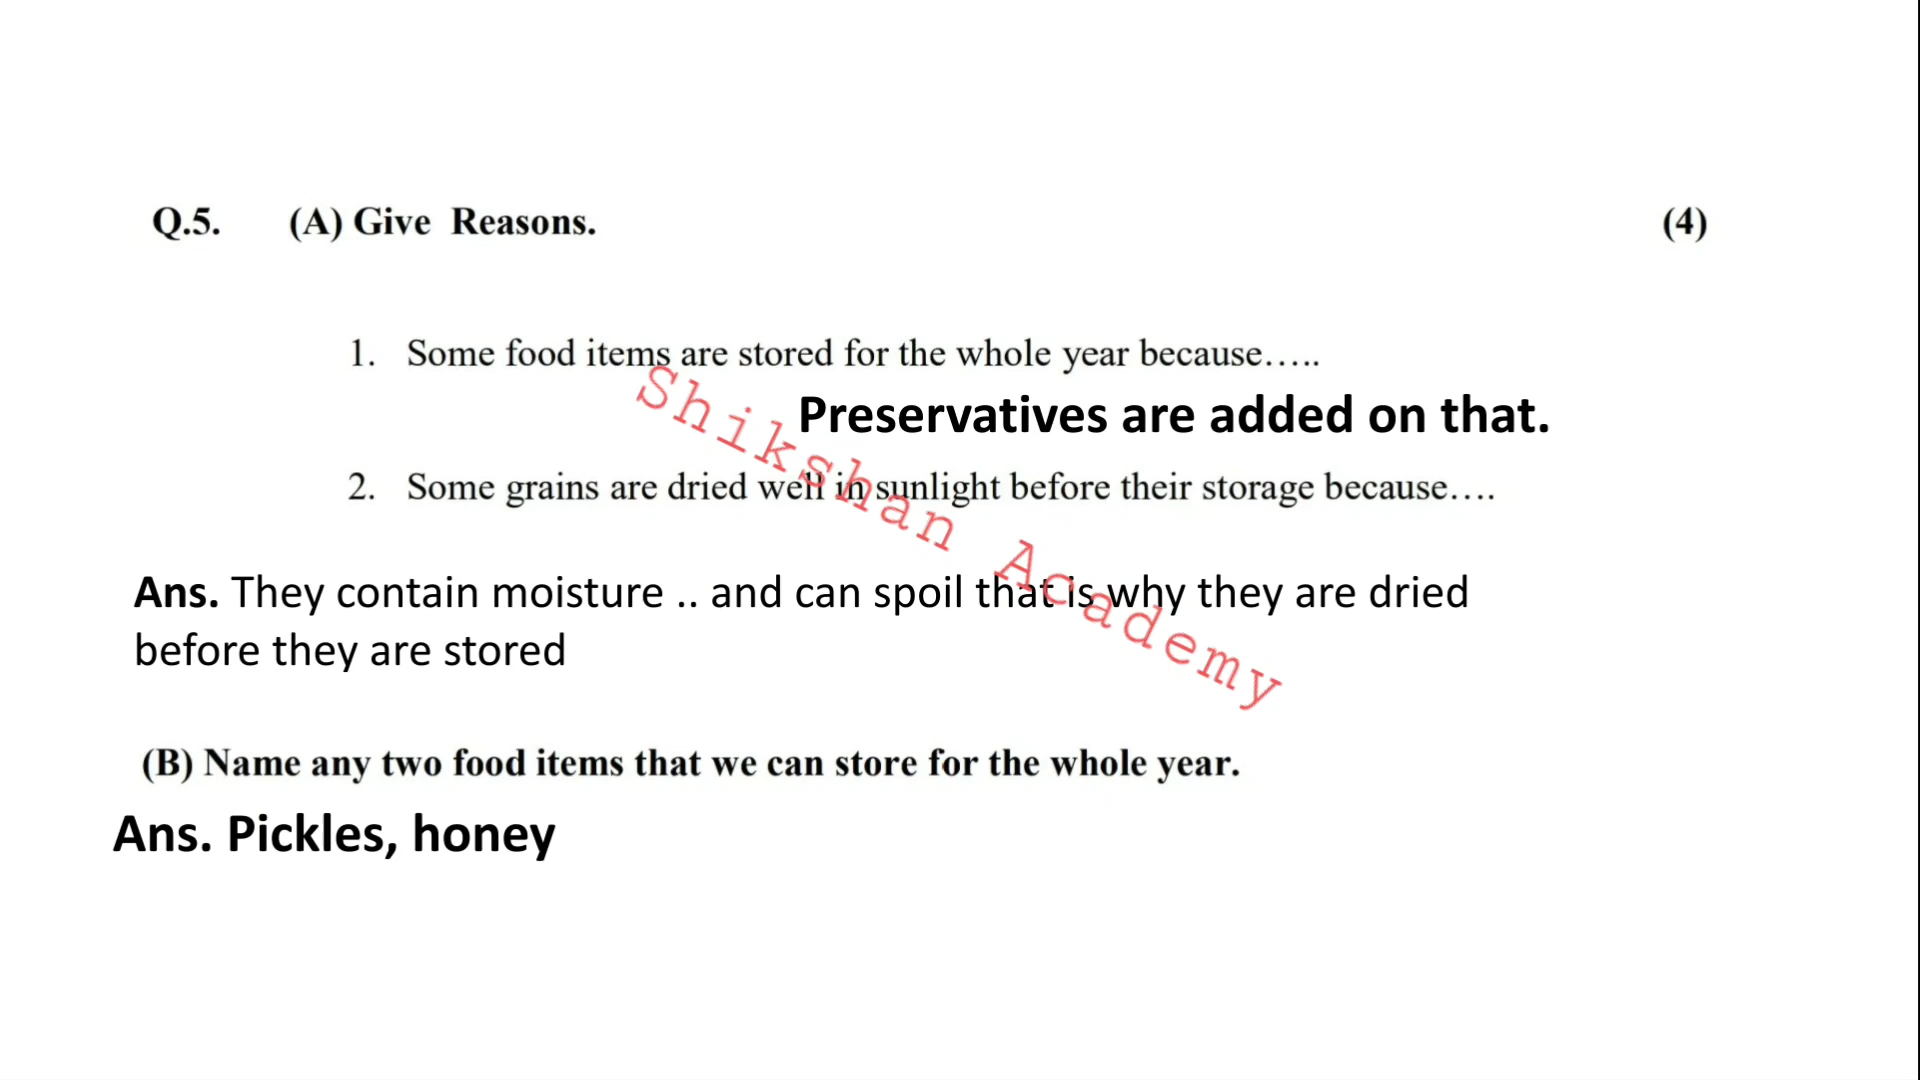 Q.5. (A) Give Reasons. (4)
1. Some food items are stored for the whole year because.....
Preservatives are added on that.
2. Some grains are dried well in sunlight before their storage because....
Shikshan Academy
Ans. They contain moisture .. and can spoil that is why they are dried
before they are stored
(B) Name any two food items that we can store for the whole year.
Ans. Pickles, honey